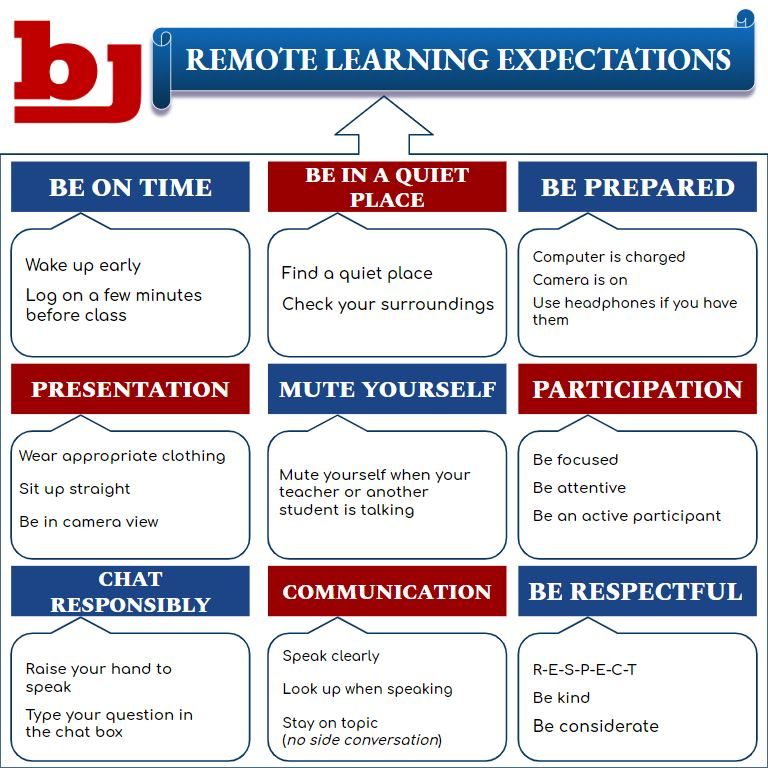 bj
REMOTE LEARNING EXPECTATIONS
BE ON TIME
Wake up early
Log on a few minutes
before class
BE IN A QUIET
PLACE
Find a quiet place
Check your surroundings
BE PREPARED
Computer is charged
Camera is on
Use headphones if you have
them
PRESENTATION
Wear appropriate clothing
Sit up straight
Be in camera view
MUTE YOURSELF
Mute yourself when your
teacher or another
student is talking
PARTICIPATION
Be focused
Be attentive
Be an active participant
CHAT
RESPONSIBLY
Raise your hand to
speak
Type your question in
the chat box
COMMUNICATION
Speak clearly
Look up when speaking
Stay on topic
(no side conversation)
BE RESPECTFUL
R-E-S-P-E-C-T
Be kind
Be considerate